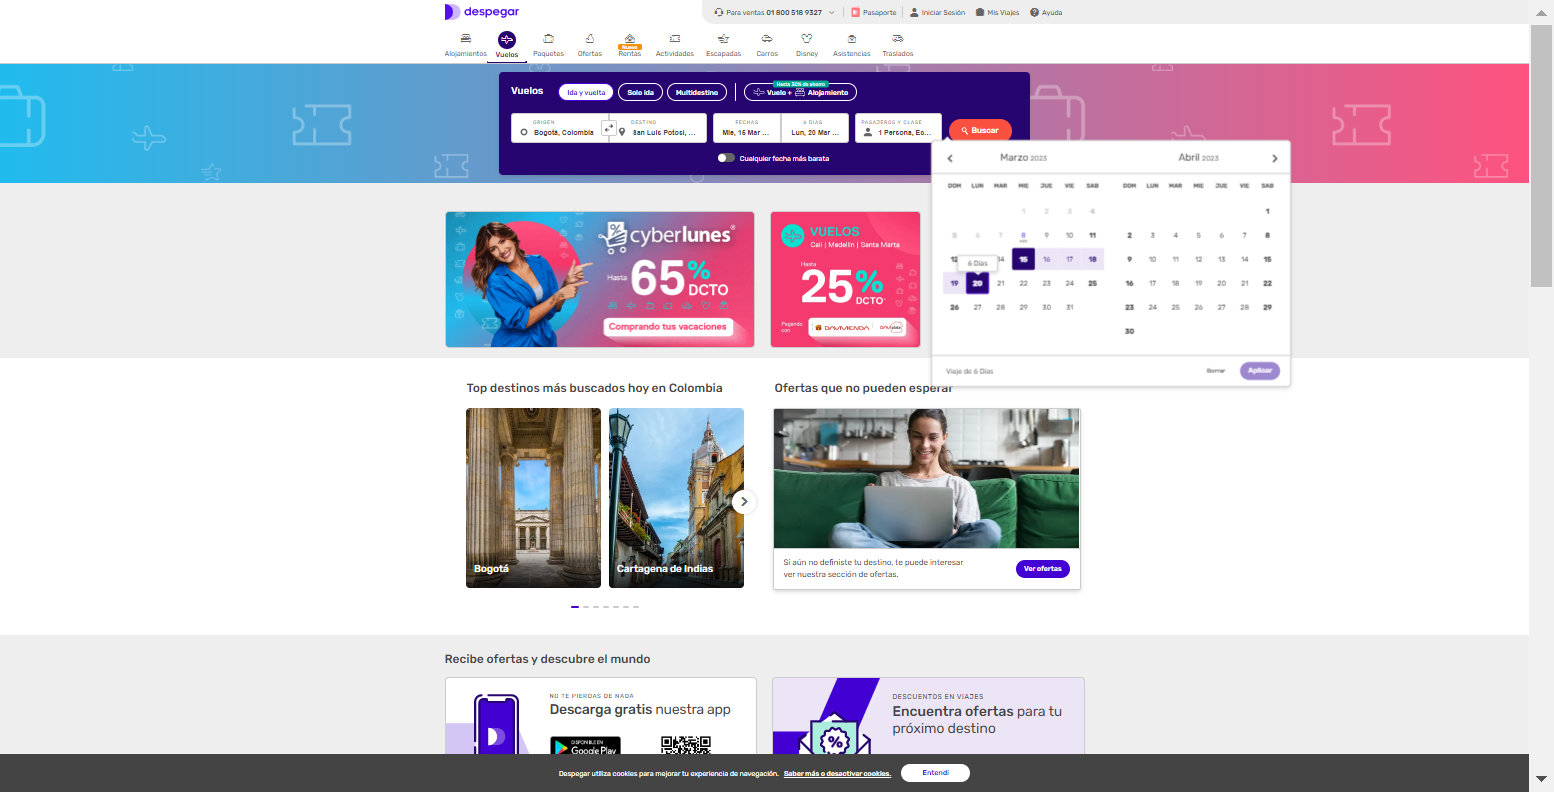 despegar
Para ventas 01 800 518 9327
Pasaporte
Iniciar Sesión
Mis Viajes
Ayuda
Nuevo
Alojamientos
Vuelos
Paquetes
Ofertas
Rentas
Actividades
Escapadas
Carros
Disney
Asistencias
Traslados
Vuelos
Ida y vuelta
Solo ida
Multidestino
Hasta 30% de ahorro
Vuelo + Alojamiento
ORIGEN
Bogotá, Colombia
DESTINO
San Luis Potosí, ...
FECHAS
Mie, 15 Mar ...
6 DIAS
Lun, 20 Mar ...
PASAJEROS Y CLASE
1 Persona, Ec...
Buscar
Cualquier fecha más barata
Marzo 2023
Abril 2023
DOM LUN MAR MIE JUE VIE SAB
DOM LUN MAR MIE JUE VIE SAB
1 2 3 4
1
5 6 7 8 9 10 11
2 3 4 5 6 7 8
14 15 16 17 18
9 10 11 12 13 14 15
6 Días
19 20 21 22 23 24 25
16 17 18 19 20 21 22
26 27 28 29 30 31
23 24 25 26 27 28 29
30
Viaje de 6 Días
Borrar
Aplicar
cyberlunes®
Hasta 65% DCTO
Comprando tus vacaciones
VUELOS
Cali | Medellín | Santa Marta
Hasta
25% DCTO*
Pagando con
DAVIVIENDA
Top destinos más buscados hoy en Colombia
Bogotá
Cartagena de Indias
Ofertas que no pueden esperar
Si aún no definiste tu destino, te puede interesar
ver nuestra sección de ofertas.
Ver ofertas
Recibe ofertas y descubre el mundo
NO TE PIERDAS DE NADA
Descarga gratis nuestra app
DISPONIBLE EN
Google Play
DESCUENTOS EN VIAJES
Encuentra ofertas para tu
próximo destino
Despegar utiliza cookies para mejorar tu experiencia de navegación. Saber más o desactivar cookies.
Entendí